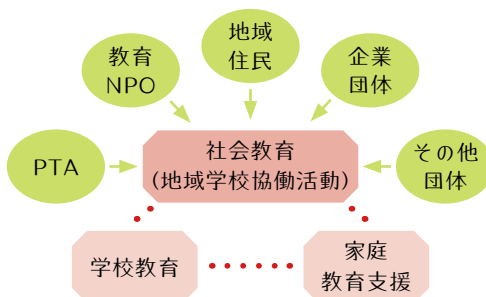 地域
住民
教育
NPO
企業
団体
PTA
社会教育
(地域学校協働活動)
その他
団体
学校教育
家庭
教育支援